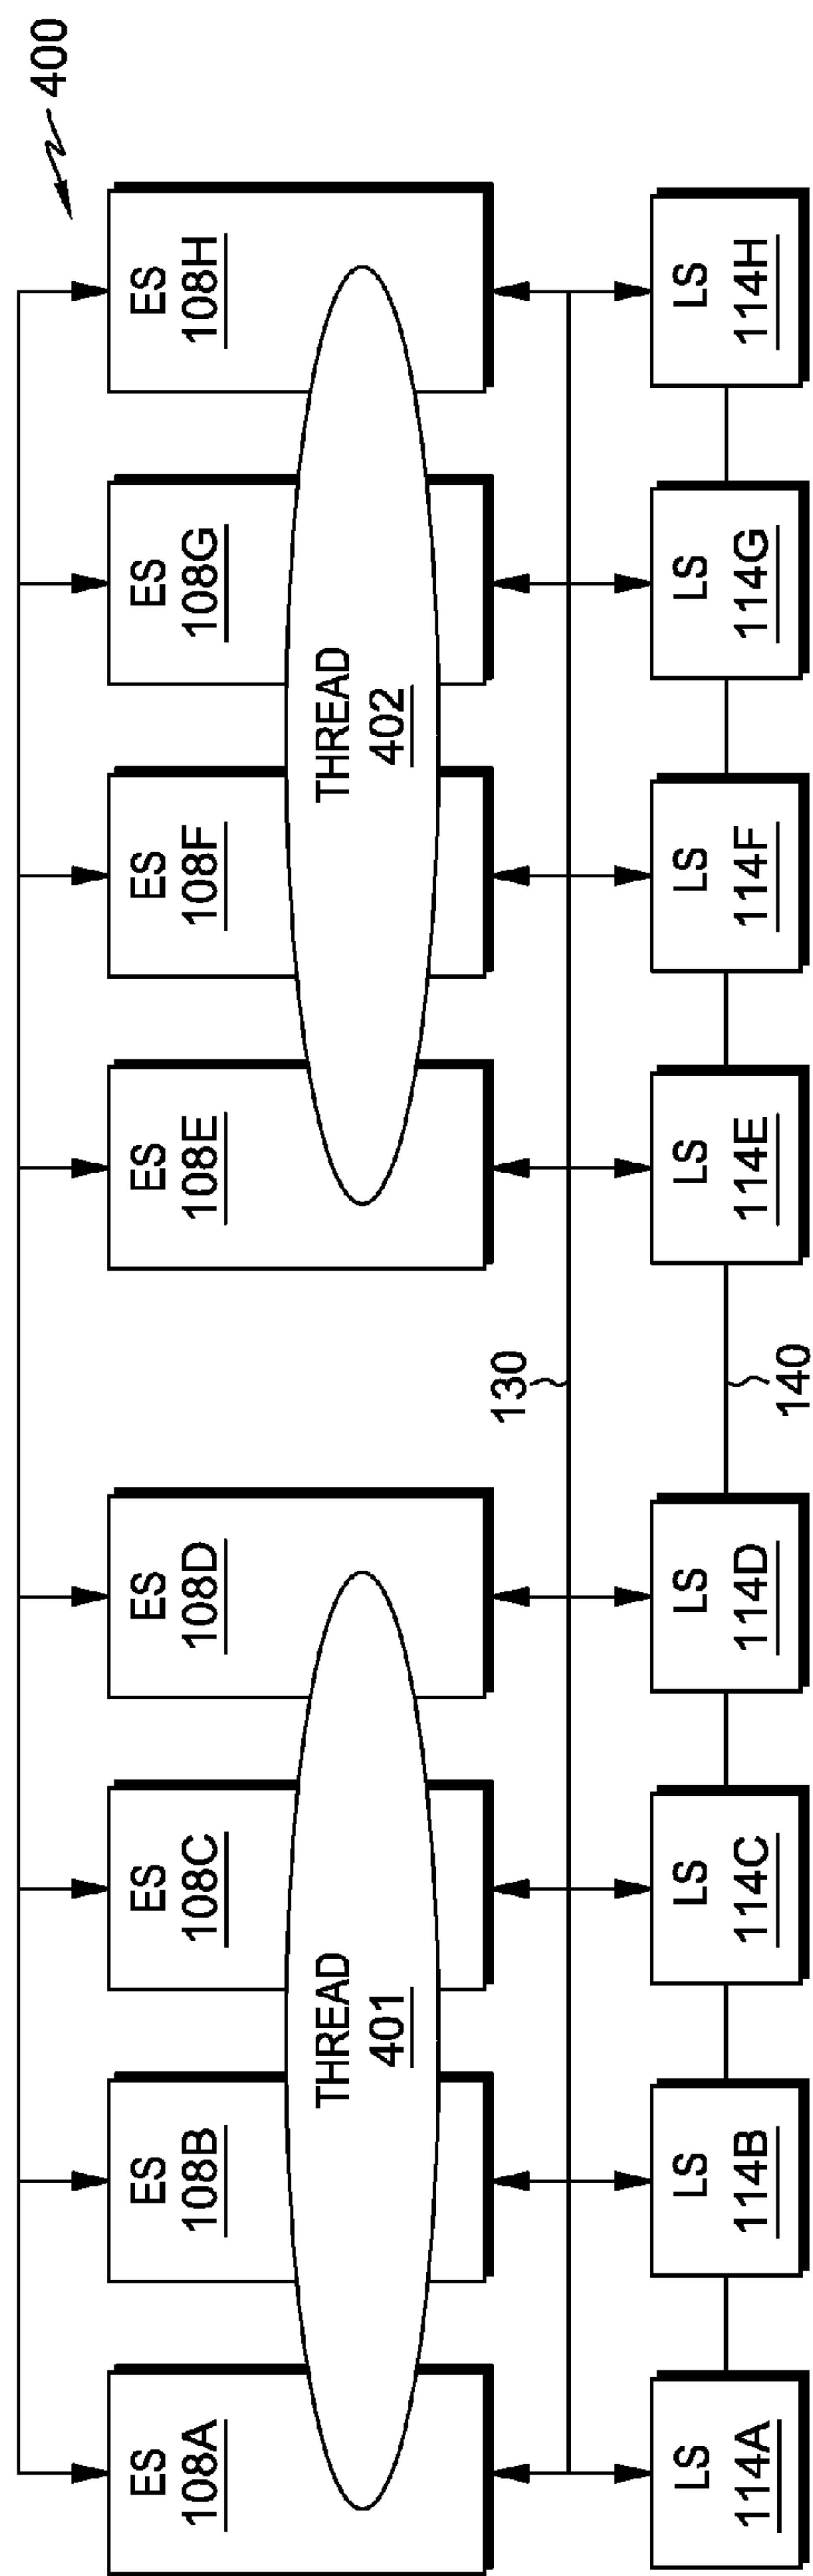 400
ES
108A
ES
108B
ES
108C
ES
108D
ES
108E
ES
108F
ES
108G
ES
108H
THREAD
401
THREAD
402
130
LS
114A
LS
114B
LS
114C
LS
114D
LS
114E
LS
114F
LS
114G
LS
114H
140